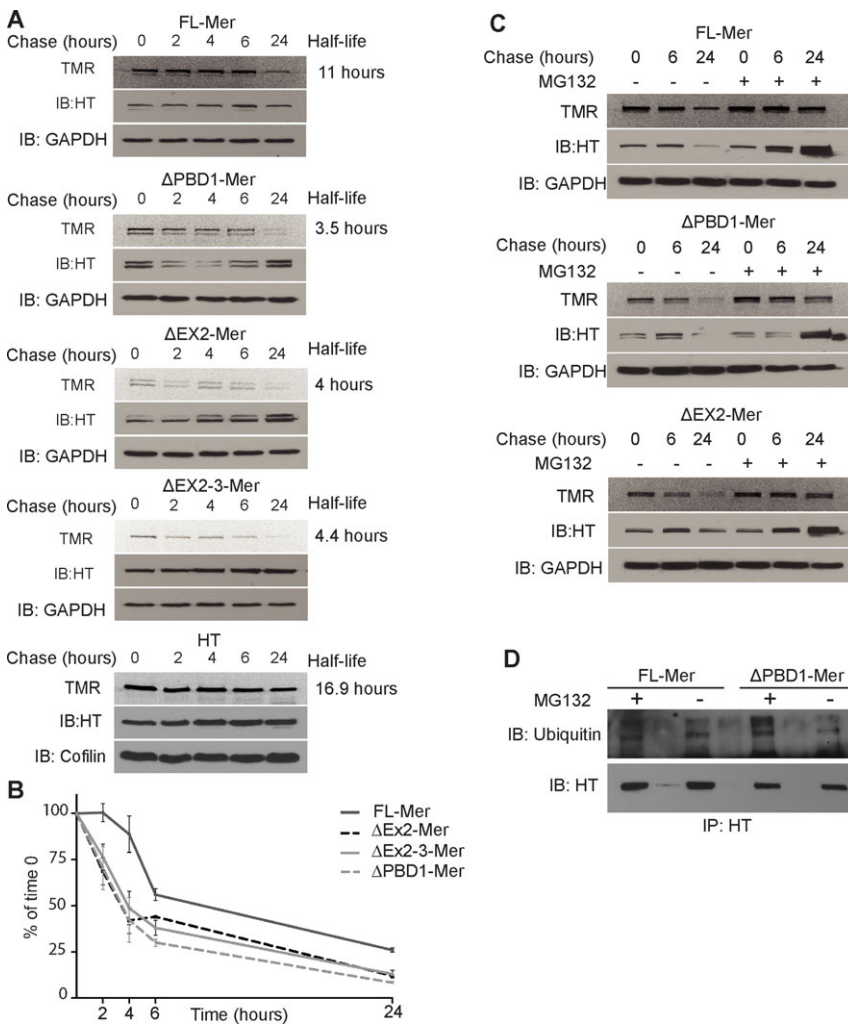 A
FL-Mer
Chase (hours) 0 2 4 6 24 Half-life
TMR 11 hours
IB:HT
IB: GAPDH
ΔPBD1-Mer
Chase (hours) 0 2 4 6 24 Half-life
TMR 3.5 hours
IB:HT
IB: GAPDH
ΔEX2-Mer
Chase (hours) 0 2 4 6 24 Half-life
TMR 4 hours
IB:HT
IB: GAPDH
ΔEX2-3-Mer
Chase (hours) 0 2 4 6 24 Half-life
TMR 4.4 hours
IB:HT
IB: GAPDH
HT
Chase (hours) 0 2 4 6 24 Half-life
TMR 16.9 hours
IB:HT
IB: Cofilin
B
100
75
50
25
0
% of time 0
2 4 6 Time (hours) 24
FL-Mer
ΔEx2-Mer
ΔEx2-3-Mer
ΔPBD1-Mer
C
FL-Mer
Chase (hours) 0 6 24 0 6 24
MG132 - - - + + +
TMR
IB:HT
IB: GAPDH
ΔPBD1-Mer
Chase (hours) 0 6 24 0 6 24
MG132 - - - + + +
TMR
IB:HT
IB: GAPDH
ΔEX2-Mer
Chase (hours) 0 6 24 0 6 24
MG132 - - - + + +
TMR
IB:HT
IB: GAPDH
D
FL-Mer ΔPBD1-Mer
MG132 + - + -
IB: Ubiquitin
IB: HT
IP: HT